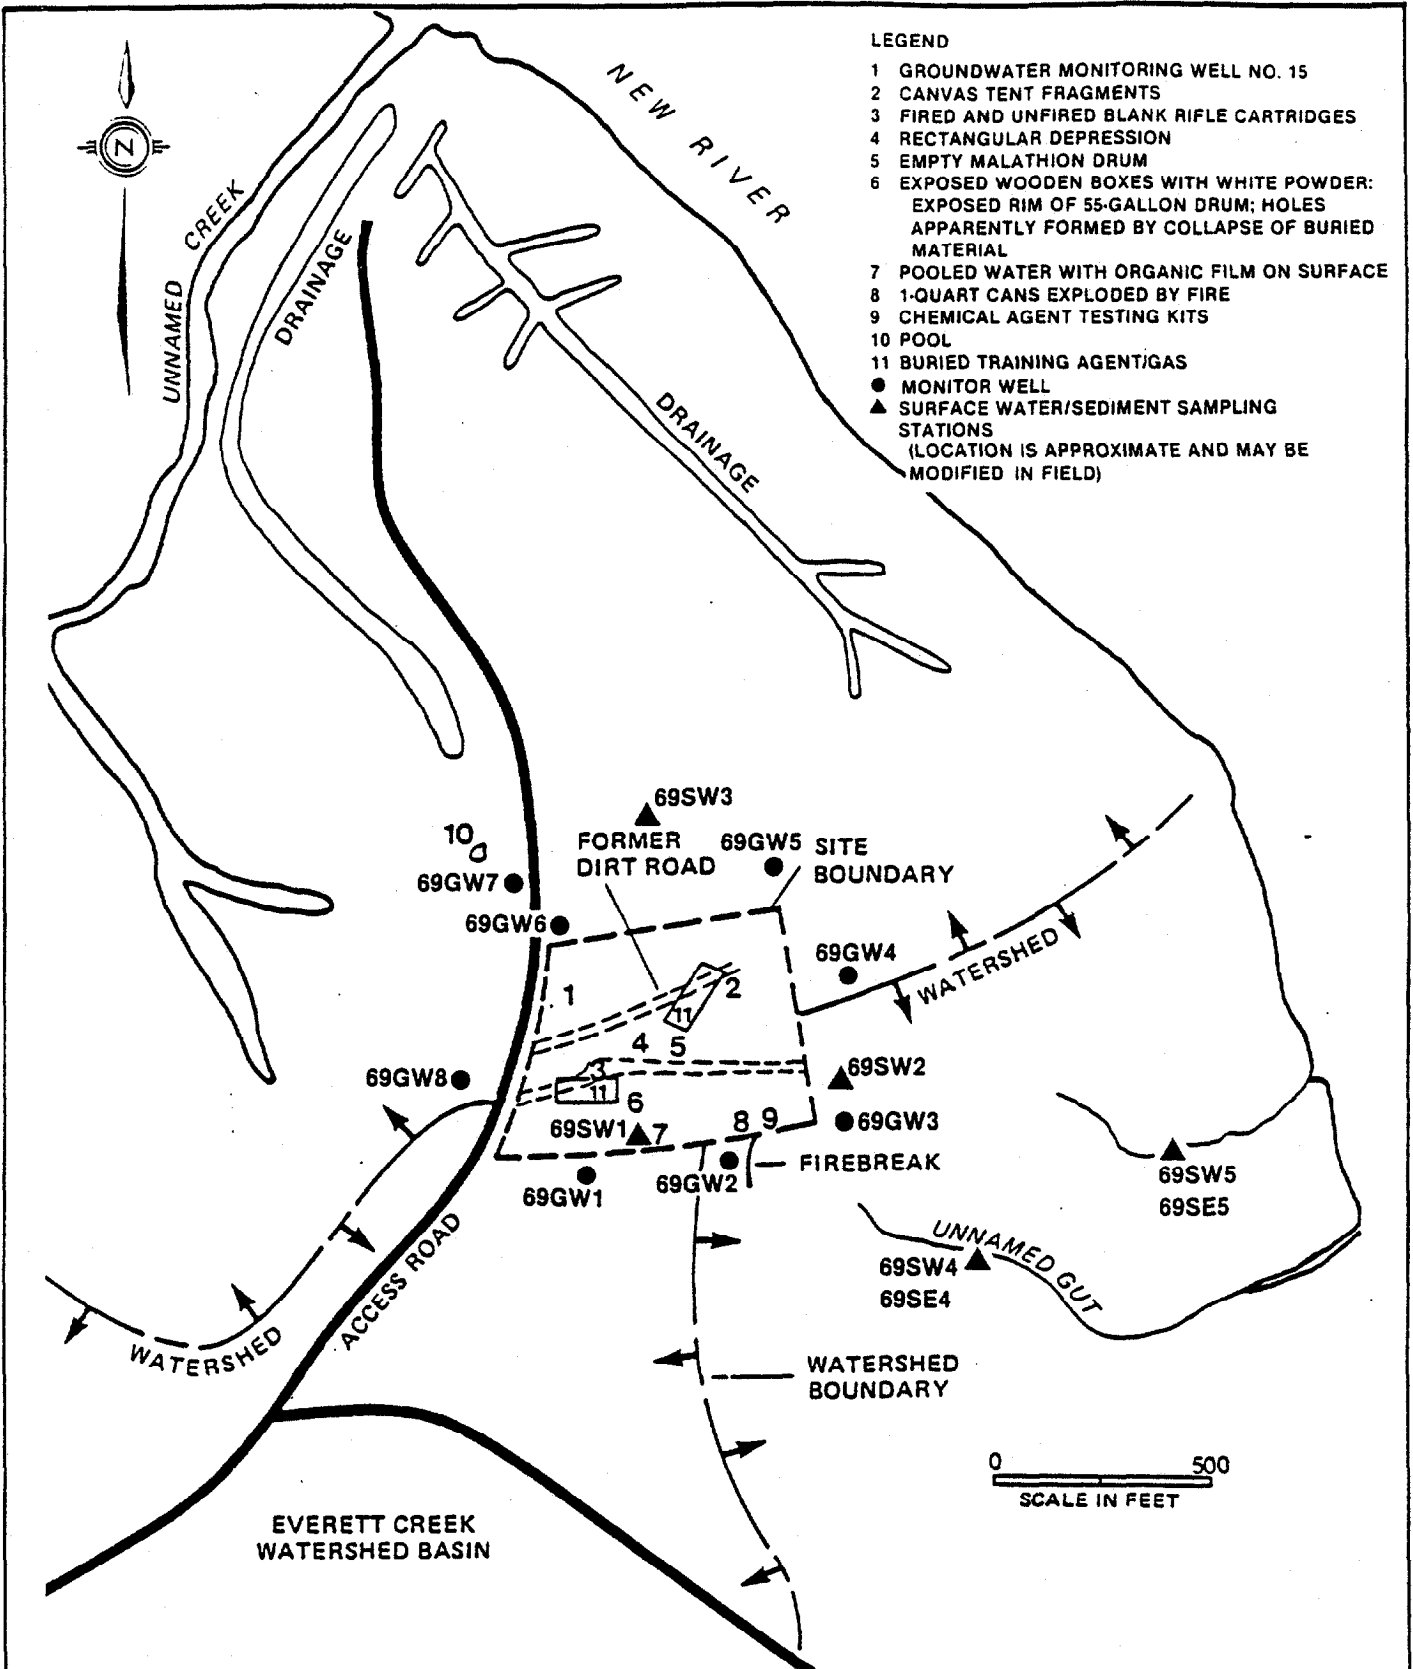 LEGEND
1 GROUNDWATER MONITORING WELL NO. 15
2 CANVAS TENT FRAGMENTS
3 FIRED AND UNFIRED BLANK RIFLE CARTRIDGES
4 RECTANGULAR DEPRESSION
5 EMPTY MALATHION DRUM
6 EXPOSED WOODEN BOXES WITH WHITE POWDER:
EXPOSED RIM OF 55-GALLON DRUM; HOLES
APPARENTLY FORMED BY COLLAPSE OF BURIED
MATERIAL
7 POOLED WATER WITH ORGANIC FILM ON SURFACE
8 1-QUART CANS EXPLODED BY FIRE
9 CHEMICAL AGENT TESTING KITS
10 POOL
11 BURIED TRAINING AGENT/GAS
MONITOR WELL
SURFACE WATER/SEDIMENT SAMPLING
STATIONS
(LOCATION IS APPROXIMATE AND MAY BE
MODIFIED IN FIELD)
N
NEW RIVER
UNNAMED CREEK
DRAINAGE
DRAINAGE
69SW3
10
FORMER
DIRT ROAD
69GW5
SITE
BOUNDARY
69GW7
69GW6
69GW4
WATERSHED
1
2
11
4
5
69GW8
3
11
6
69SW2
69SW1
7
8
9
69GW3
69GW1
69GW2
FIREBREAK
69SW5
69SE5
UNNAMED GUT
69SW4
69SE4
ACCESS ROAD
WATERSHED
WATERSHED
BOUNDARY
0 500
SCALE IN FEET
EVERETT CREEK
WATERSHED BASIN